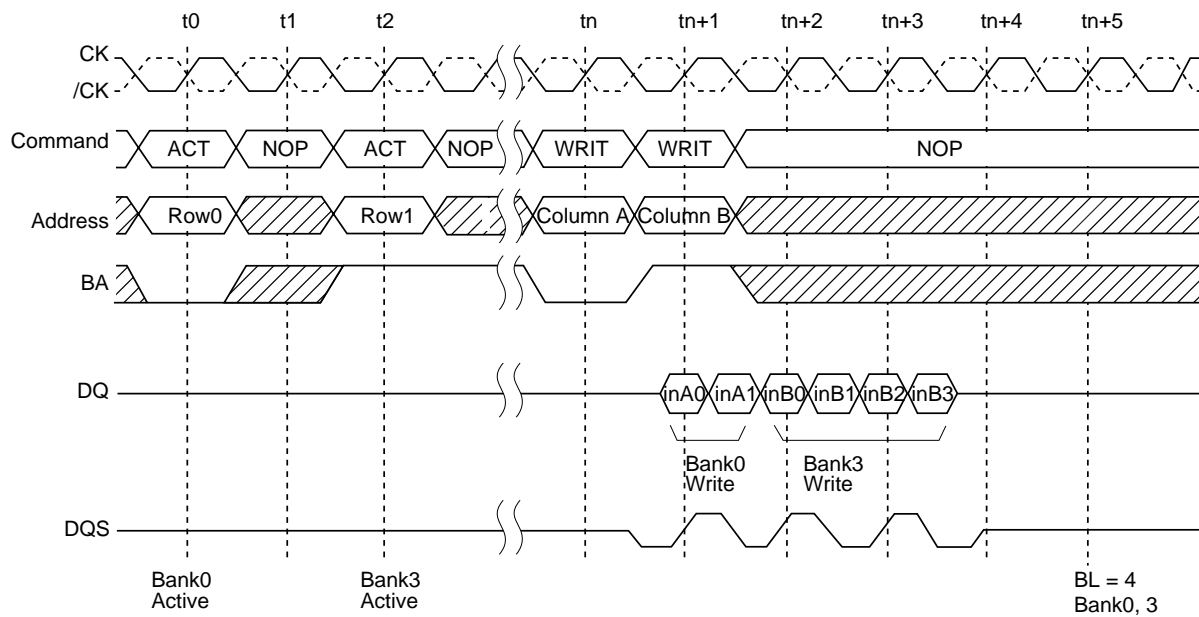 t0 t1 t2 tn tn+1 tn+2 tn+3 tn+4 tn+5
CK
/CK
Command ACT NOP ACT NOP WRIT WRIT NOP
Address Row0 Row1 Column A Column B
BA
DQ inA0 inA1 inB0 inB1 inB2 inB3
Bank0 Bank3
Write Write
DQS
Bank0 Bank3 BL = 4
Active Active Bank0, 3